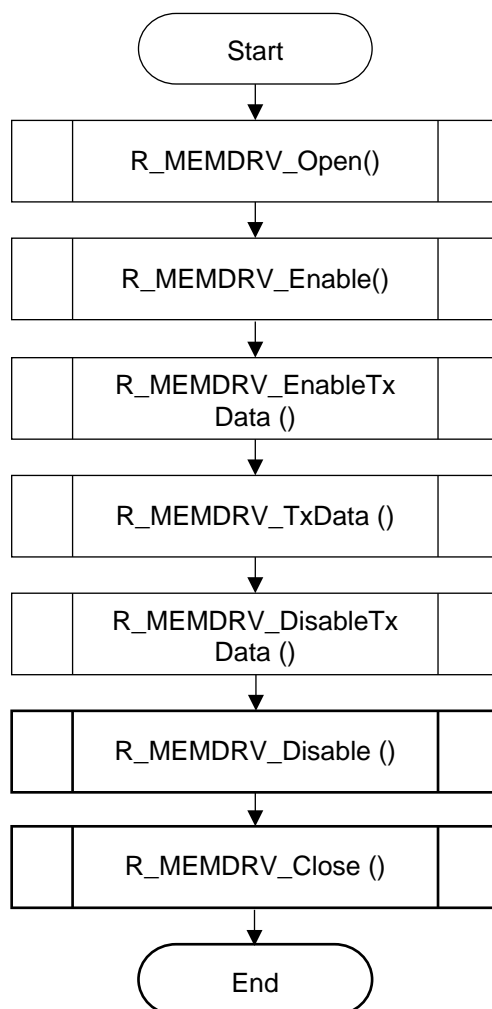 Start
R_MEMDRV_Open()
R_MEMDRV_Enable()
R_MEMDRV_EnableTx
Data ()
R_MEMDRV_TxData ()
R_MEMDRV_DisableTx
Data ()
R_MEMDRV_Disable ()
R_MEMDRV_Close ()
End